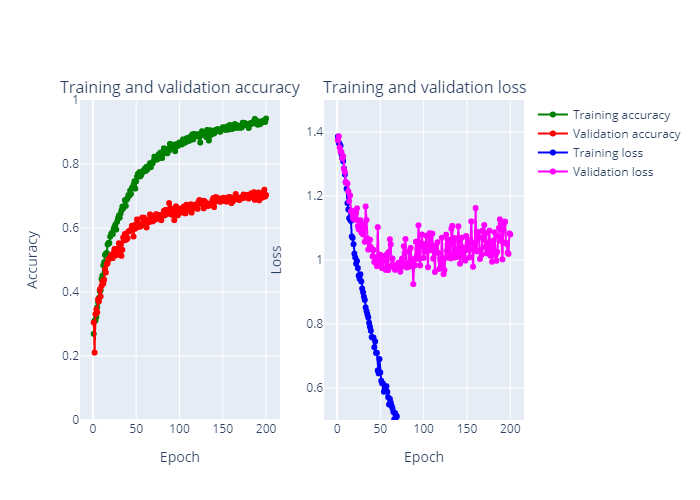 Training and validation accuracy
Training and validation loss
1
0.8
0.6
0.4
0.2
0
Accuracy
0 50 100 150 200
Epoch
1.4
1.2
1
0.8
0.6
Loss
0 50 100 150 200
Epoch
Training accuracy
Validation accuracy
Training loss
Validation loss